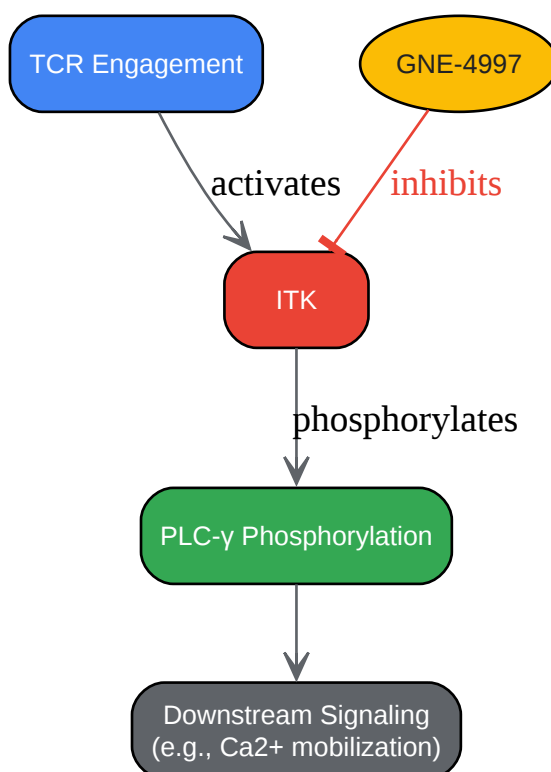 TCR Engagement
GNE-4997
activates
inhibits
ITK
phosphorylates
PLC-γ Phosphorylation
Downstream Signaling
(e.g., Ca2+ mobilization)